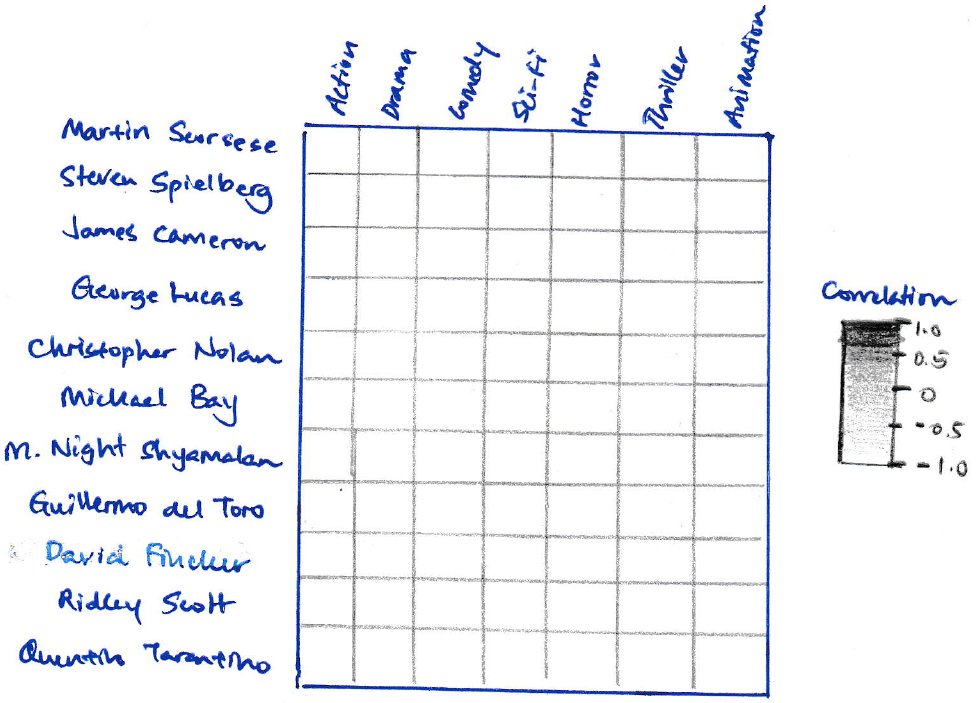 Action Drama Comedy Sci-Fi Horror Thriller Animation
Martin Scorsese
Steven Spielberg
James Cameron
George Lucas
Christopher Nolan
Michael Bay
M. Night Shyamalan
Guillermo del Toro
David Fincher
Ridley Scott
Quentin Tarantino
Correlation
1.0
0.5
0
-0.5
-1.0